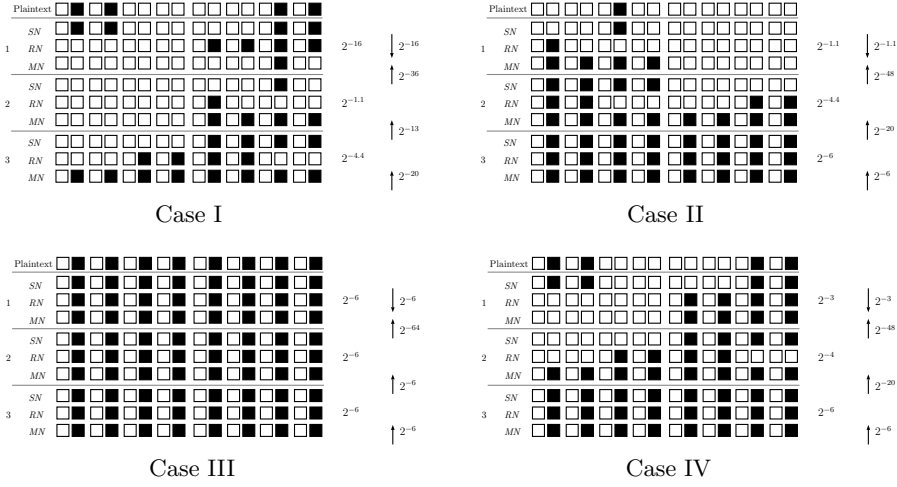 Plaintext
SN
1 RN 2^{-16} 2^{-16}
MN
2^{-36}
SN
2 RN 2^{-1.1}
MN
2^{-13}
SN
3 RN 2^{-4.4}
MN 2^{-20}
Case I
Plaintext
SN
1 RN 2^{-1.1} 2^{-1.1}
MN
2^{-48}
SN
2 RN 2^{-4.4}
MN
2^{-20}
SN
3 RN 2^{-6}
MN 2^{-6}
Case II
Plaintext
SN
1 RN 2^{-6} 2^{-6}
MN
2^{-64}
SN
2 RN 2^{-6}
MN
2^{-6}
SN
3 RN 2^{-6}
MN 2^{-6}
Case III
Plaintext
SN
1 RN 2^{-3} 2^{-3}
MN
2^{-48}
SN
2 RN 2^{-4}
MN
2^{-20}
SN
3 RN 2^{-6}
MN 2^{-6}
Case IV